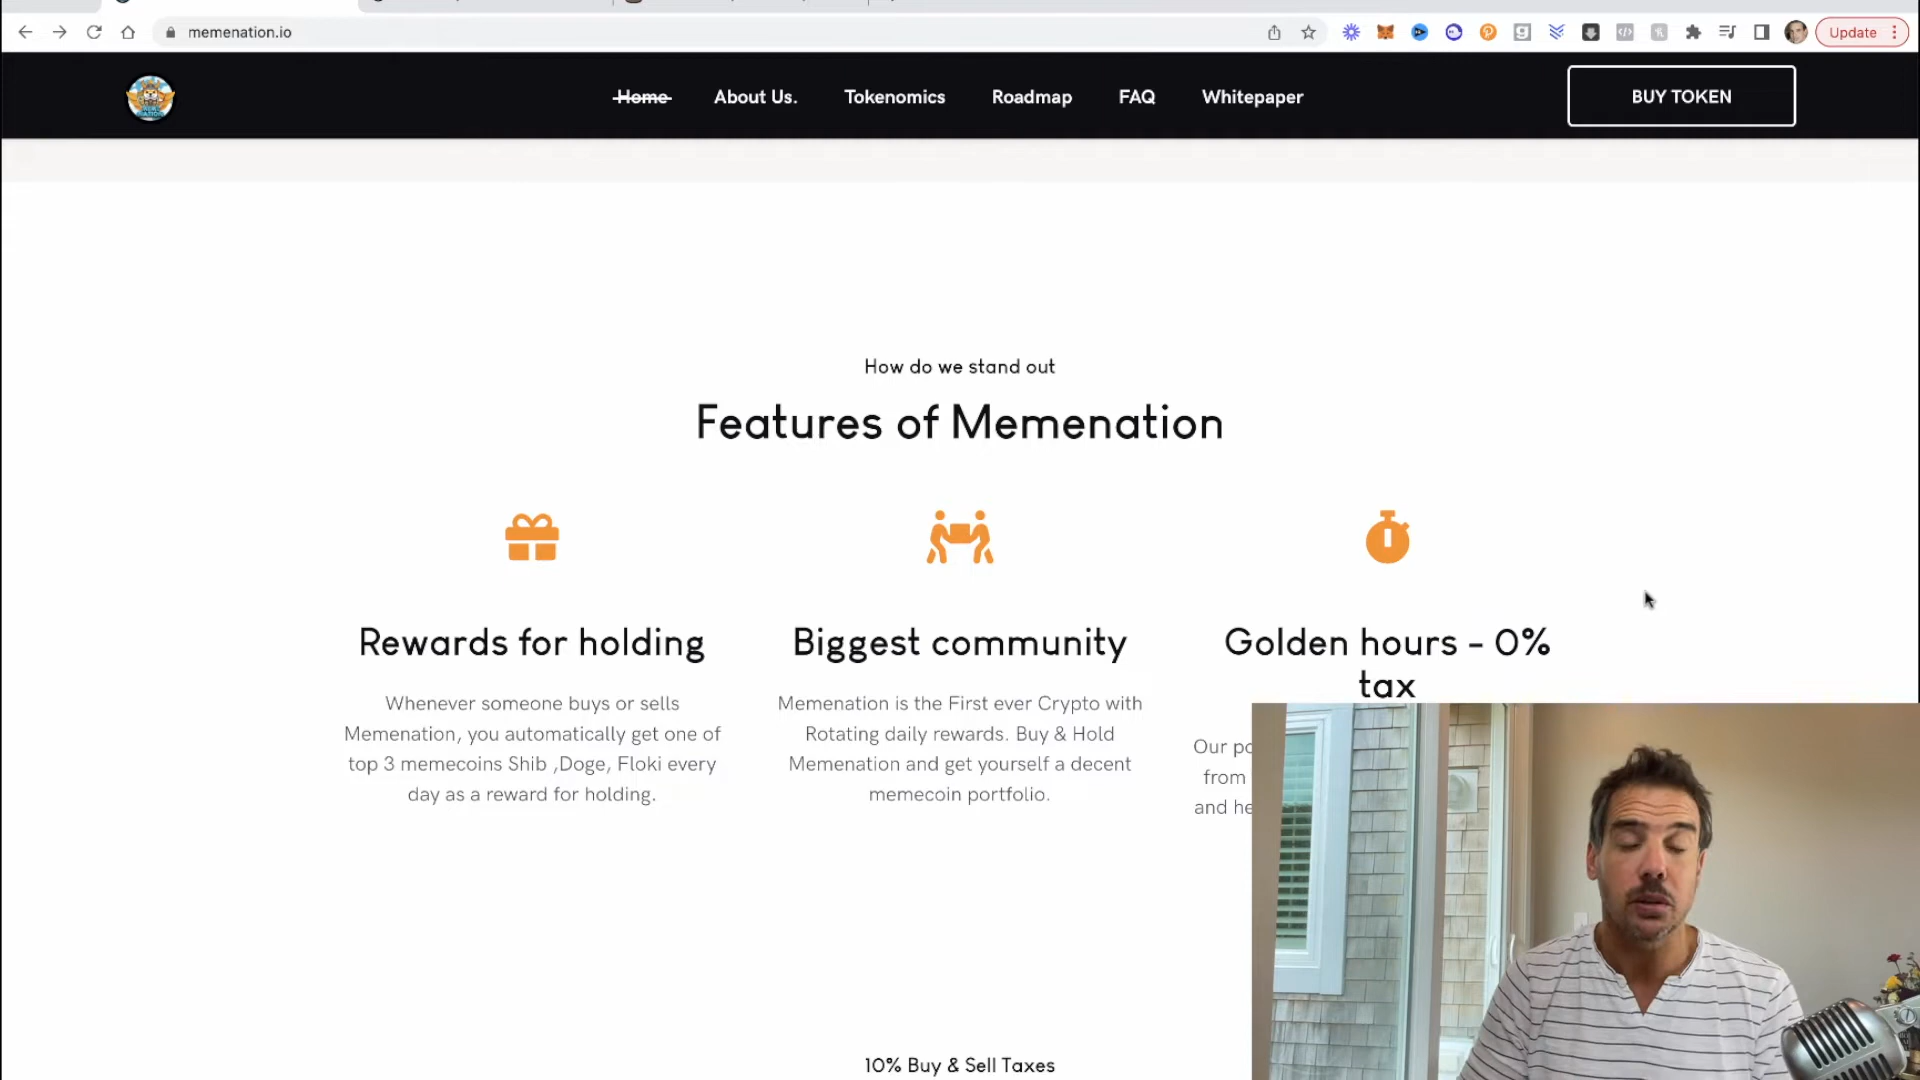 memenation.io
Update
Home
About Us.
Tokenomics
Roadmap
FAQ
Whitepaper
BUY TOKEN
How do we stand out
Features of Memenation
Rewards for holding
Whenever someone buys or sells
Memenation, you automatically get one of
top 3 memecoins Shib ,Doge, Floki every
day as a reward for holding.
Biggest community
Memenation is the First ever Crypto with
Rotating daily rewards. Buy & Hold
Memenation and get yourself a decent
memecoin portfolio.
Golden hours - 0%
tax
Our
from
and
10% Buy & Sell Taxes